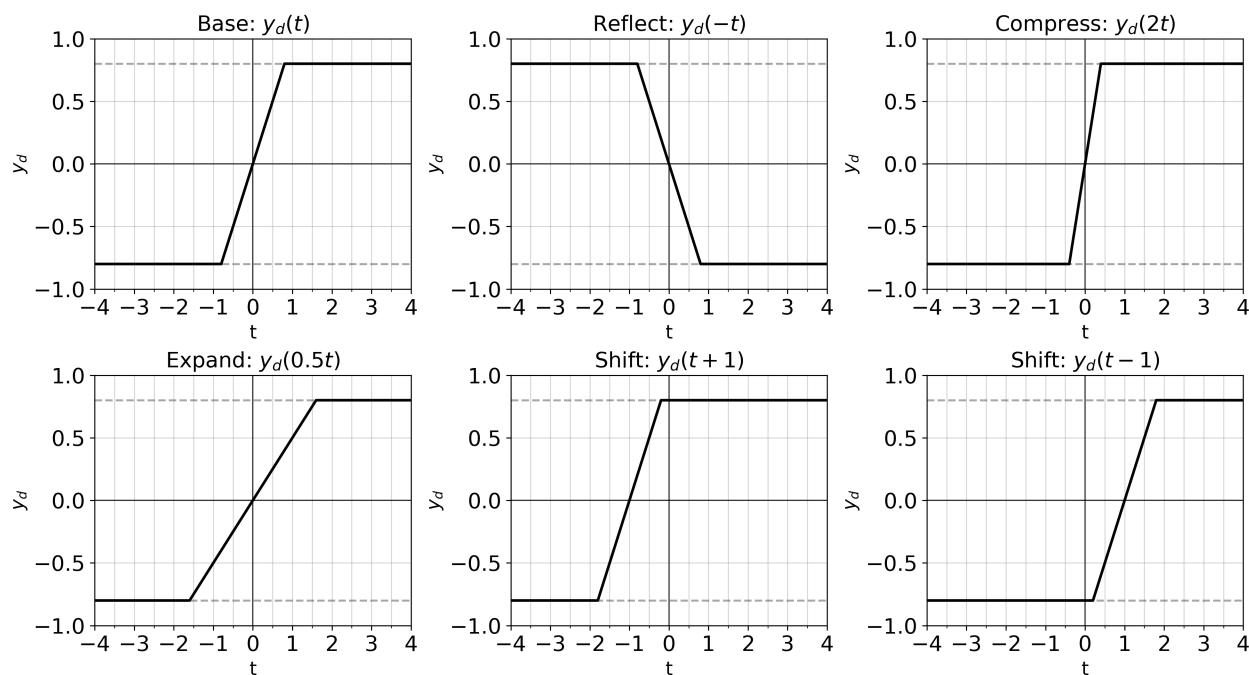 Base: y_d(t)
1.0
0.5
0.0
−0.5
−1.0
y_d
−4 −3 −2 −1 0 1 2 3 4
t
Reflect: y_d(−t)
1.0
0.5
0.0
−0.5
−1.0
y_d
−4 −3 −2 −1 0 1 2 3 4
t
Compress: y_d(2t)
1.0
0.5
0.0
−0.5
−1.0
y_d
−4 −3 −2 −1 0 1 2 3 4
t
Expand: y_d(0.5t)
1.0
0.5
0.0
−0.5
−1.0
y_d
−4 −3 −2 −1 0 1 2 3 4
t
Shift: y_d(t + 1)
1.0
0.5
0.0
−0.5
−1.0
y_d
−4 −3 −2 −1 0 1 2 3 4
t
Shift: y_d(t − 1)
1.0
0.5
0.0
−0.5
−1.0
y_d
−4 −3 −2 −1 0 1 2 3 4
t